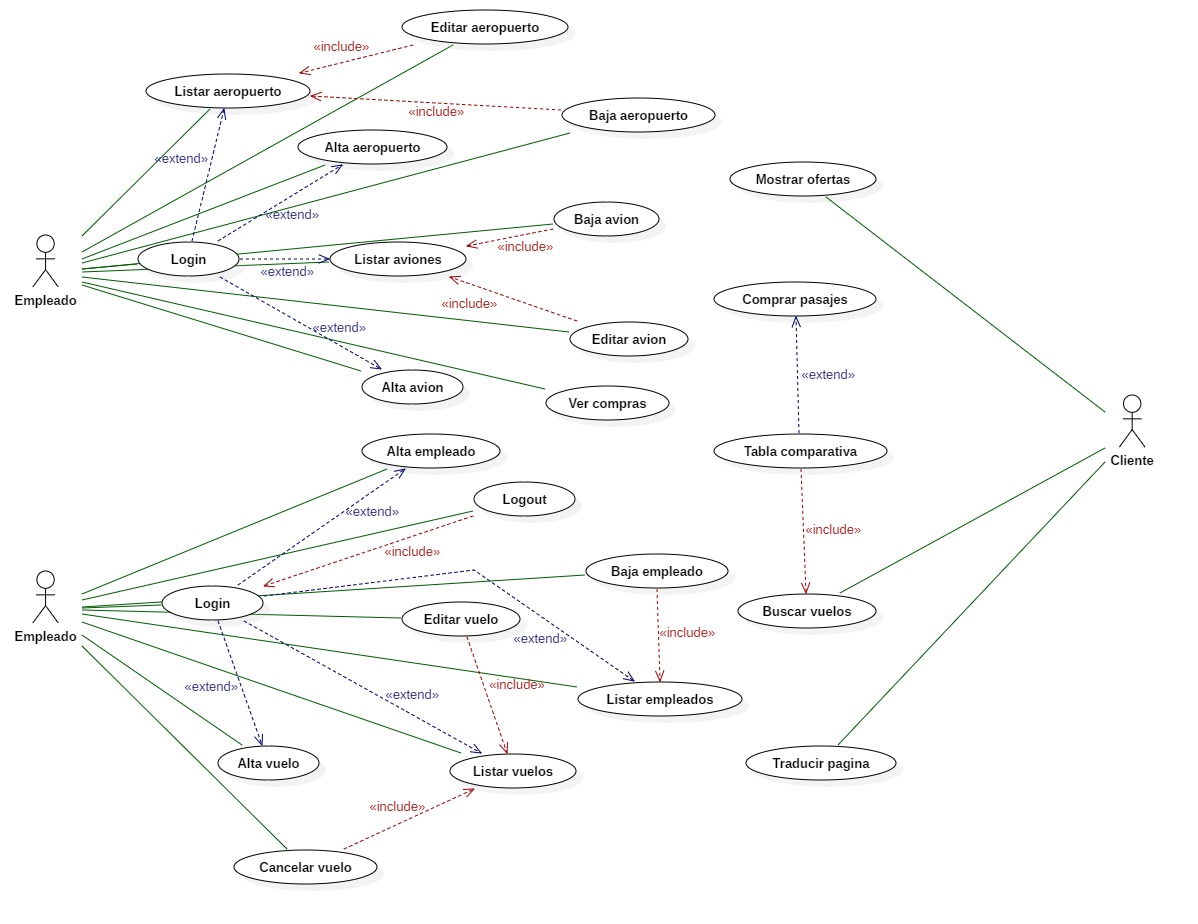 Editar aeropuerto
«include»
Listar aeropuerto
«include»
Baja aeropuerto
Alta aeropuerto
«extend»
Mostrar ofertas
«extend»
Baja avion
«include»
Login
Listar aviones
«extend»
Empleado
Comprar pasajes
«include»
«extend»
Editar avion
«extend»
Alta avion
Ver compras
Alta empleado
Tabla comparativa
Cliente
Logout
«extend»
«include»
«include»
Baja empleado
Login
Editar vuelo
Buscar vuelos
Empleado
«extend»
«include»
«extend»
«extend»
«include»
Listar empleados
Alta vuelo
Listar vuelos
Traducir pagina
«include»
Cancelar vuelo